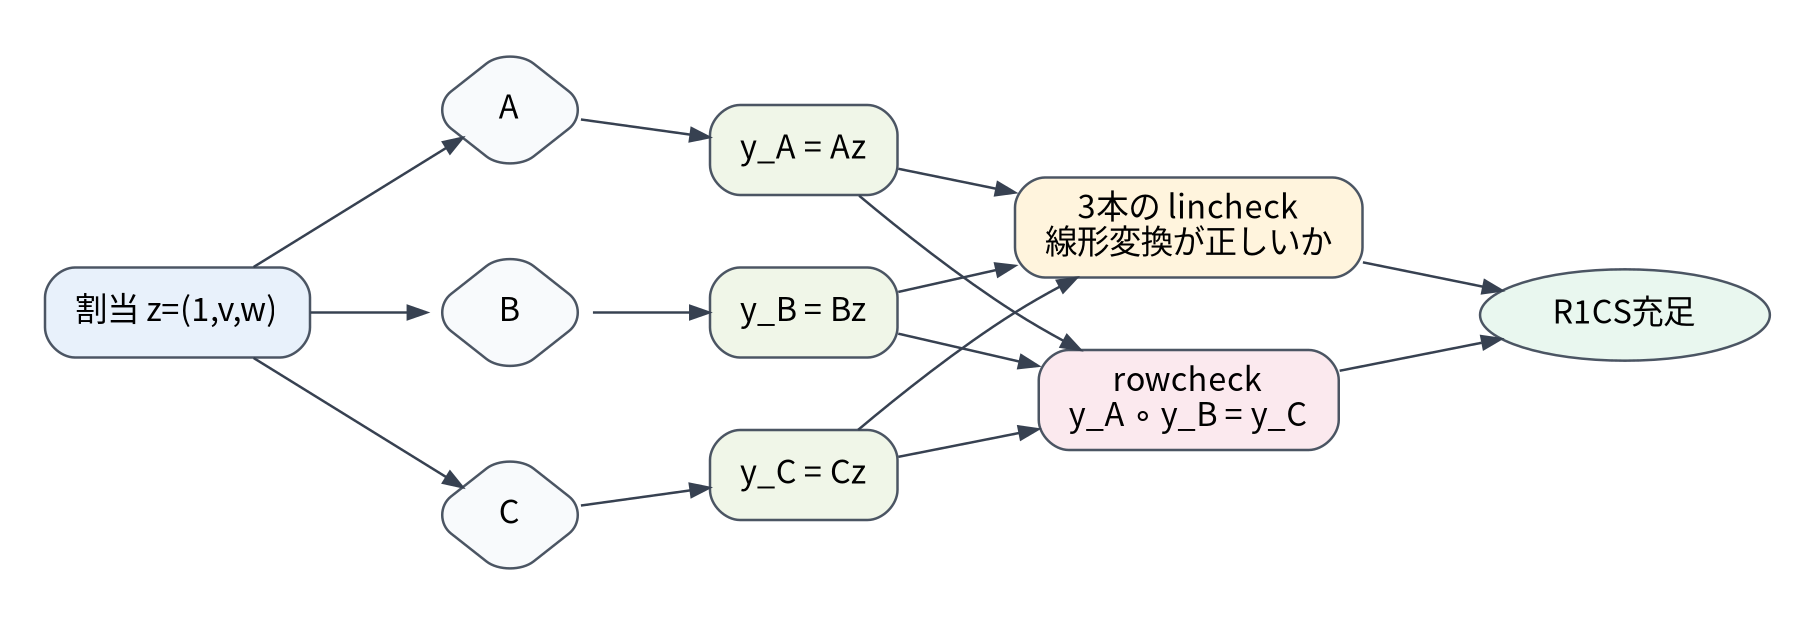 割当 z=(1,v,w)
A
B
C
y_A = Az
y_B = Bz
y_C = Cz
3本の lincheck
線形変換が正しいか
rowcheck
y_A ∘ y_B = y_C
R1CS充足